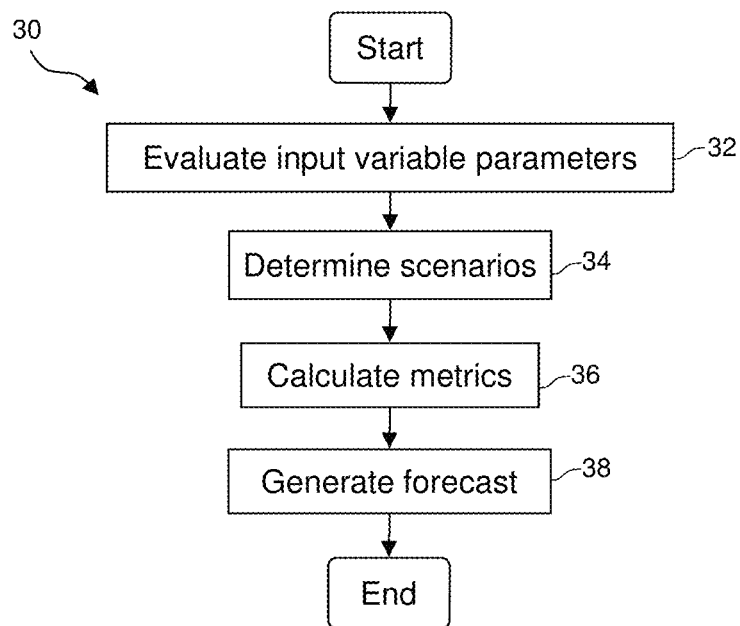 30
Start
Evaluate input variable parameters
32
Determine scenarios
34
Calculate metrics
36
Generate forecast
38
End